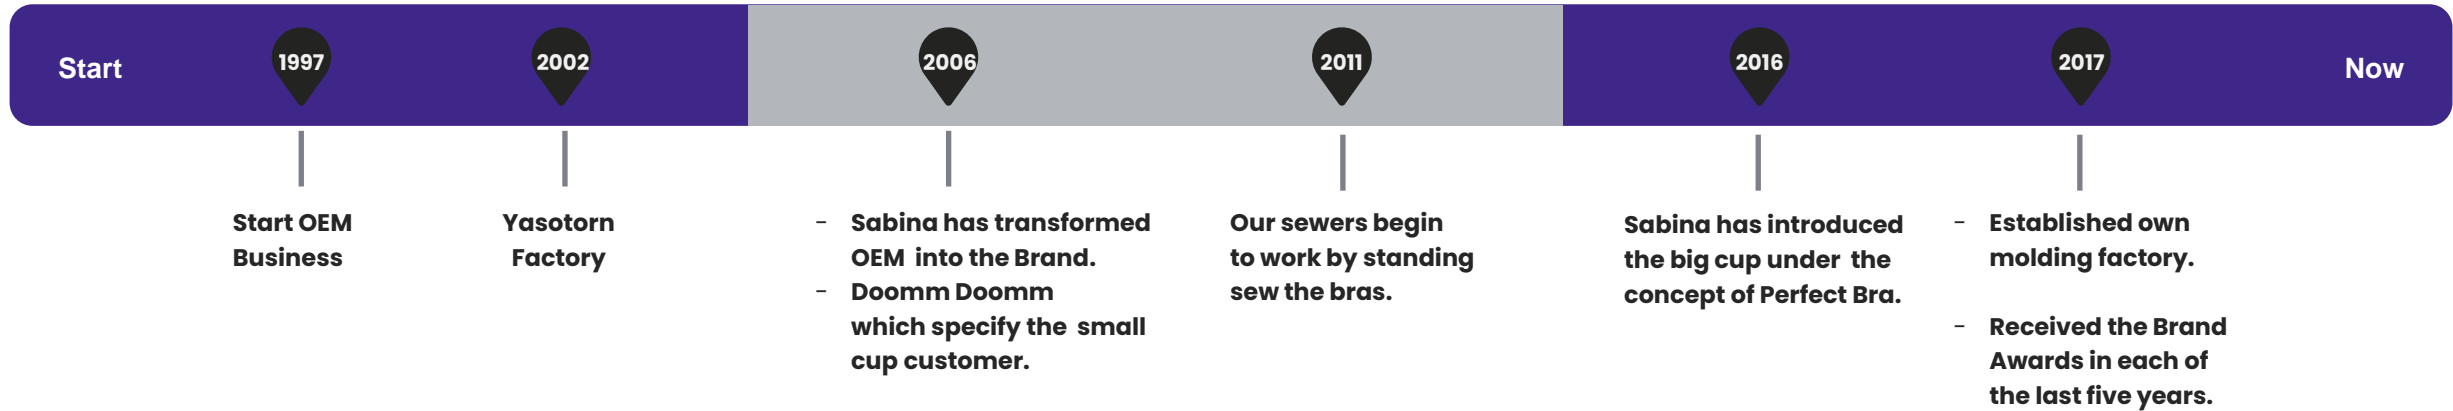 Start
1997
2002
2006
2011
2016
2017
Now
Start OEM
Business
Yasotorn
Factory
- Sabina has transformed
OEM into the Brand.
- Doomm Doomm
which specify the small
cup customer.
Our sewers begin
to work by standing
sew the bras.
Sabina has introduced
the big cup under the
concept of Perfect Bra.
- Established own
molding factory.
- Received the Brand
Awards in each of
the last five years.